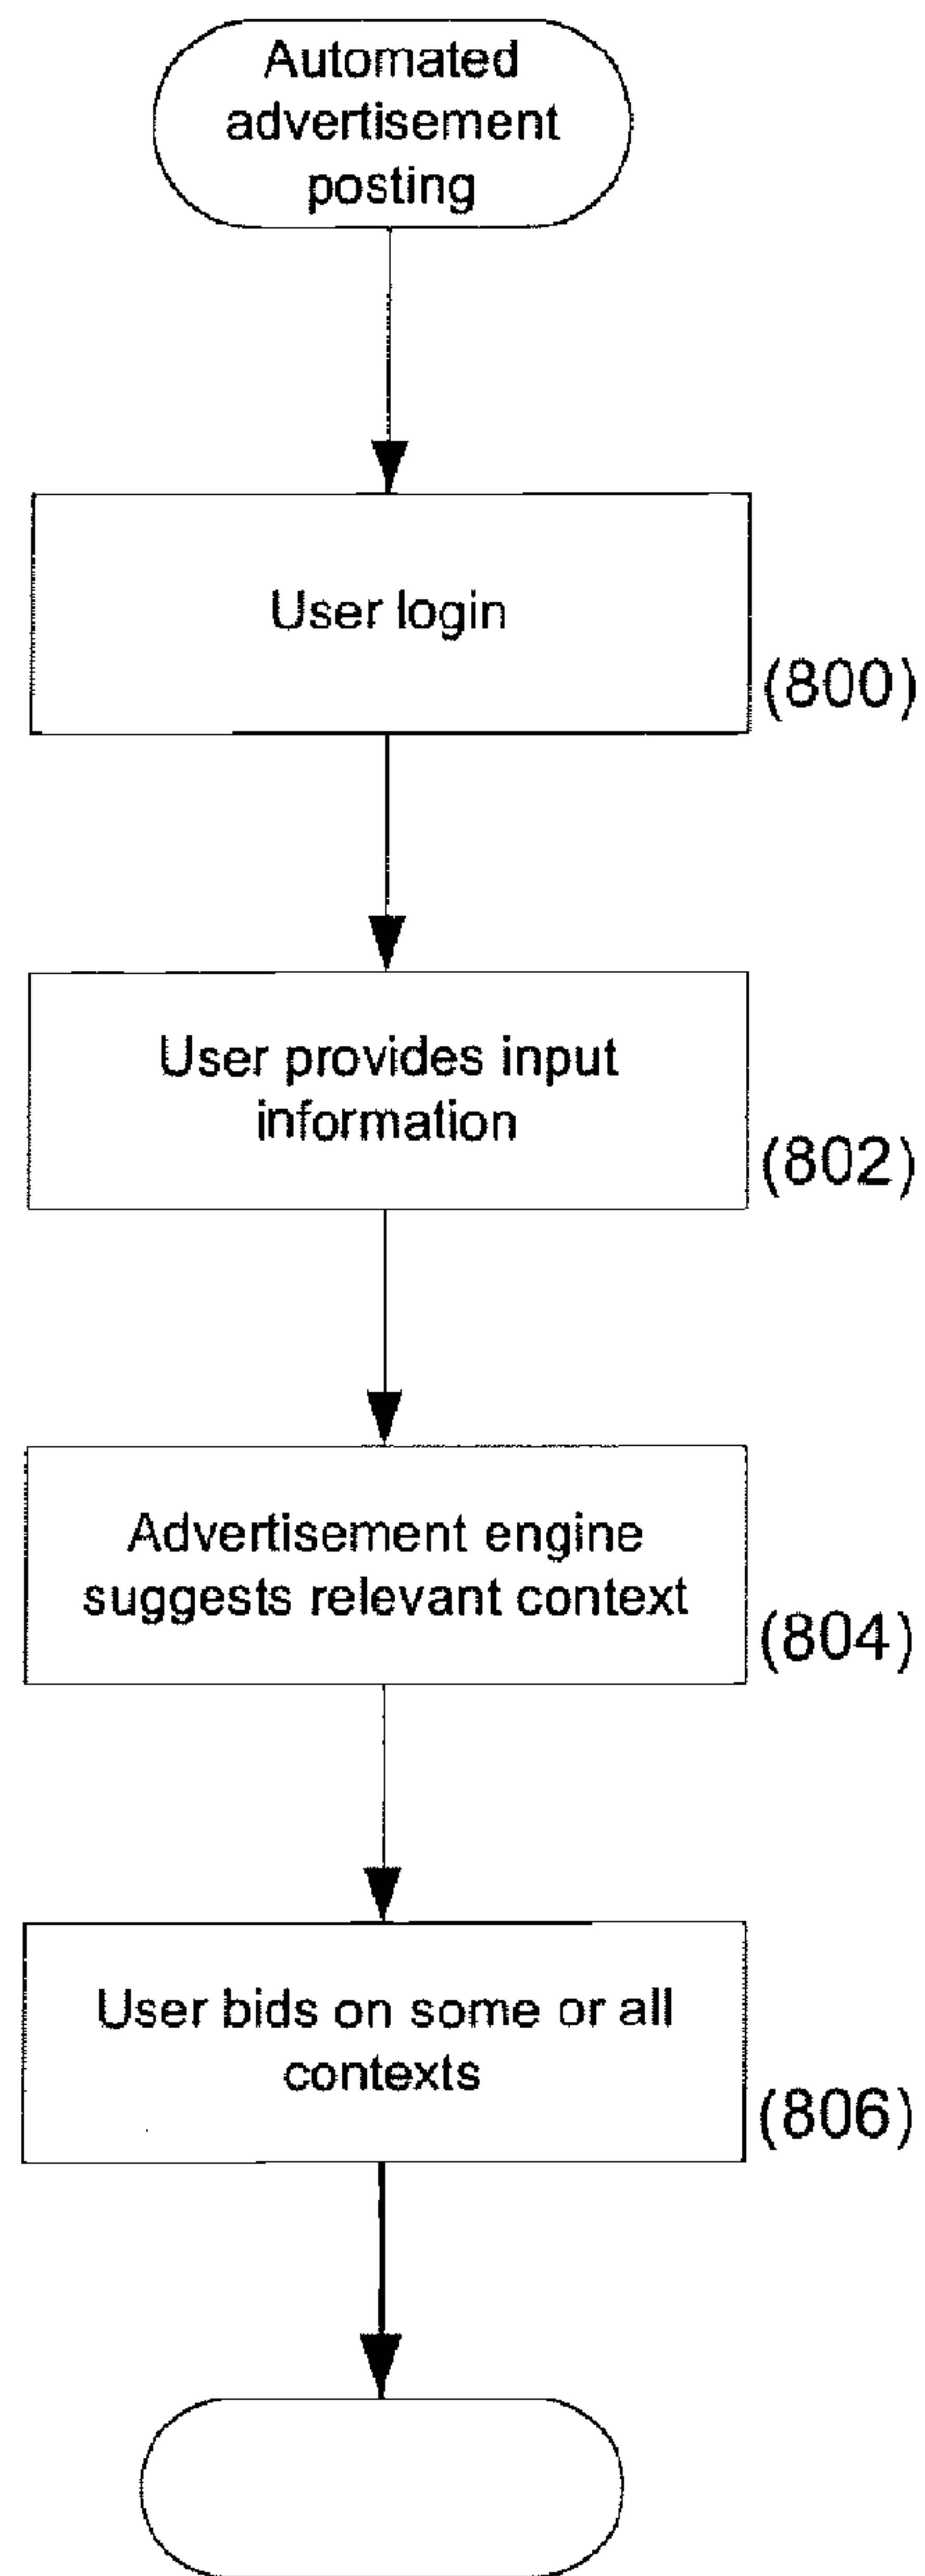 Automated
advertisement
posting
User login
(800)
User provides input
information
(802)
Advertisement engine
suggests relevant context
(804)
User bids on some or all
contexts
(806)